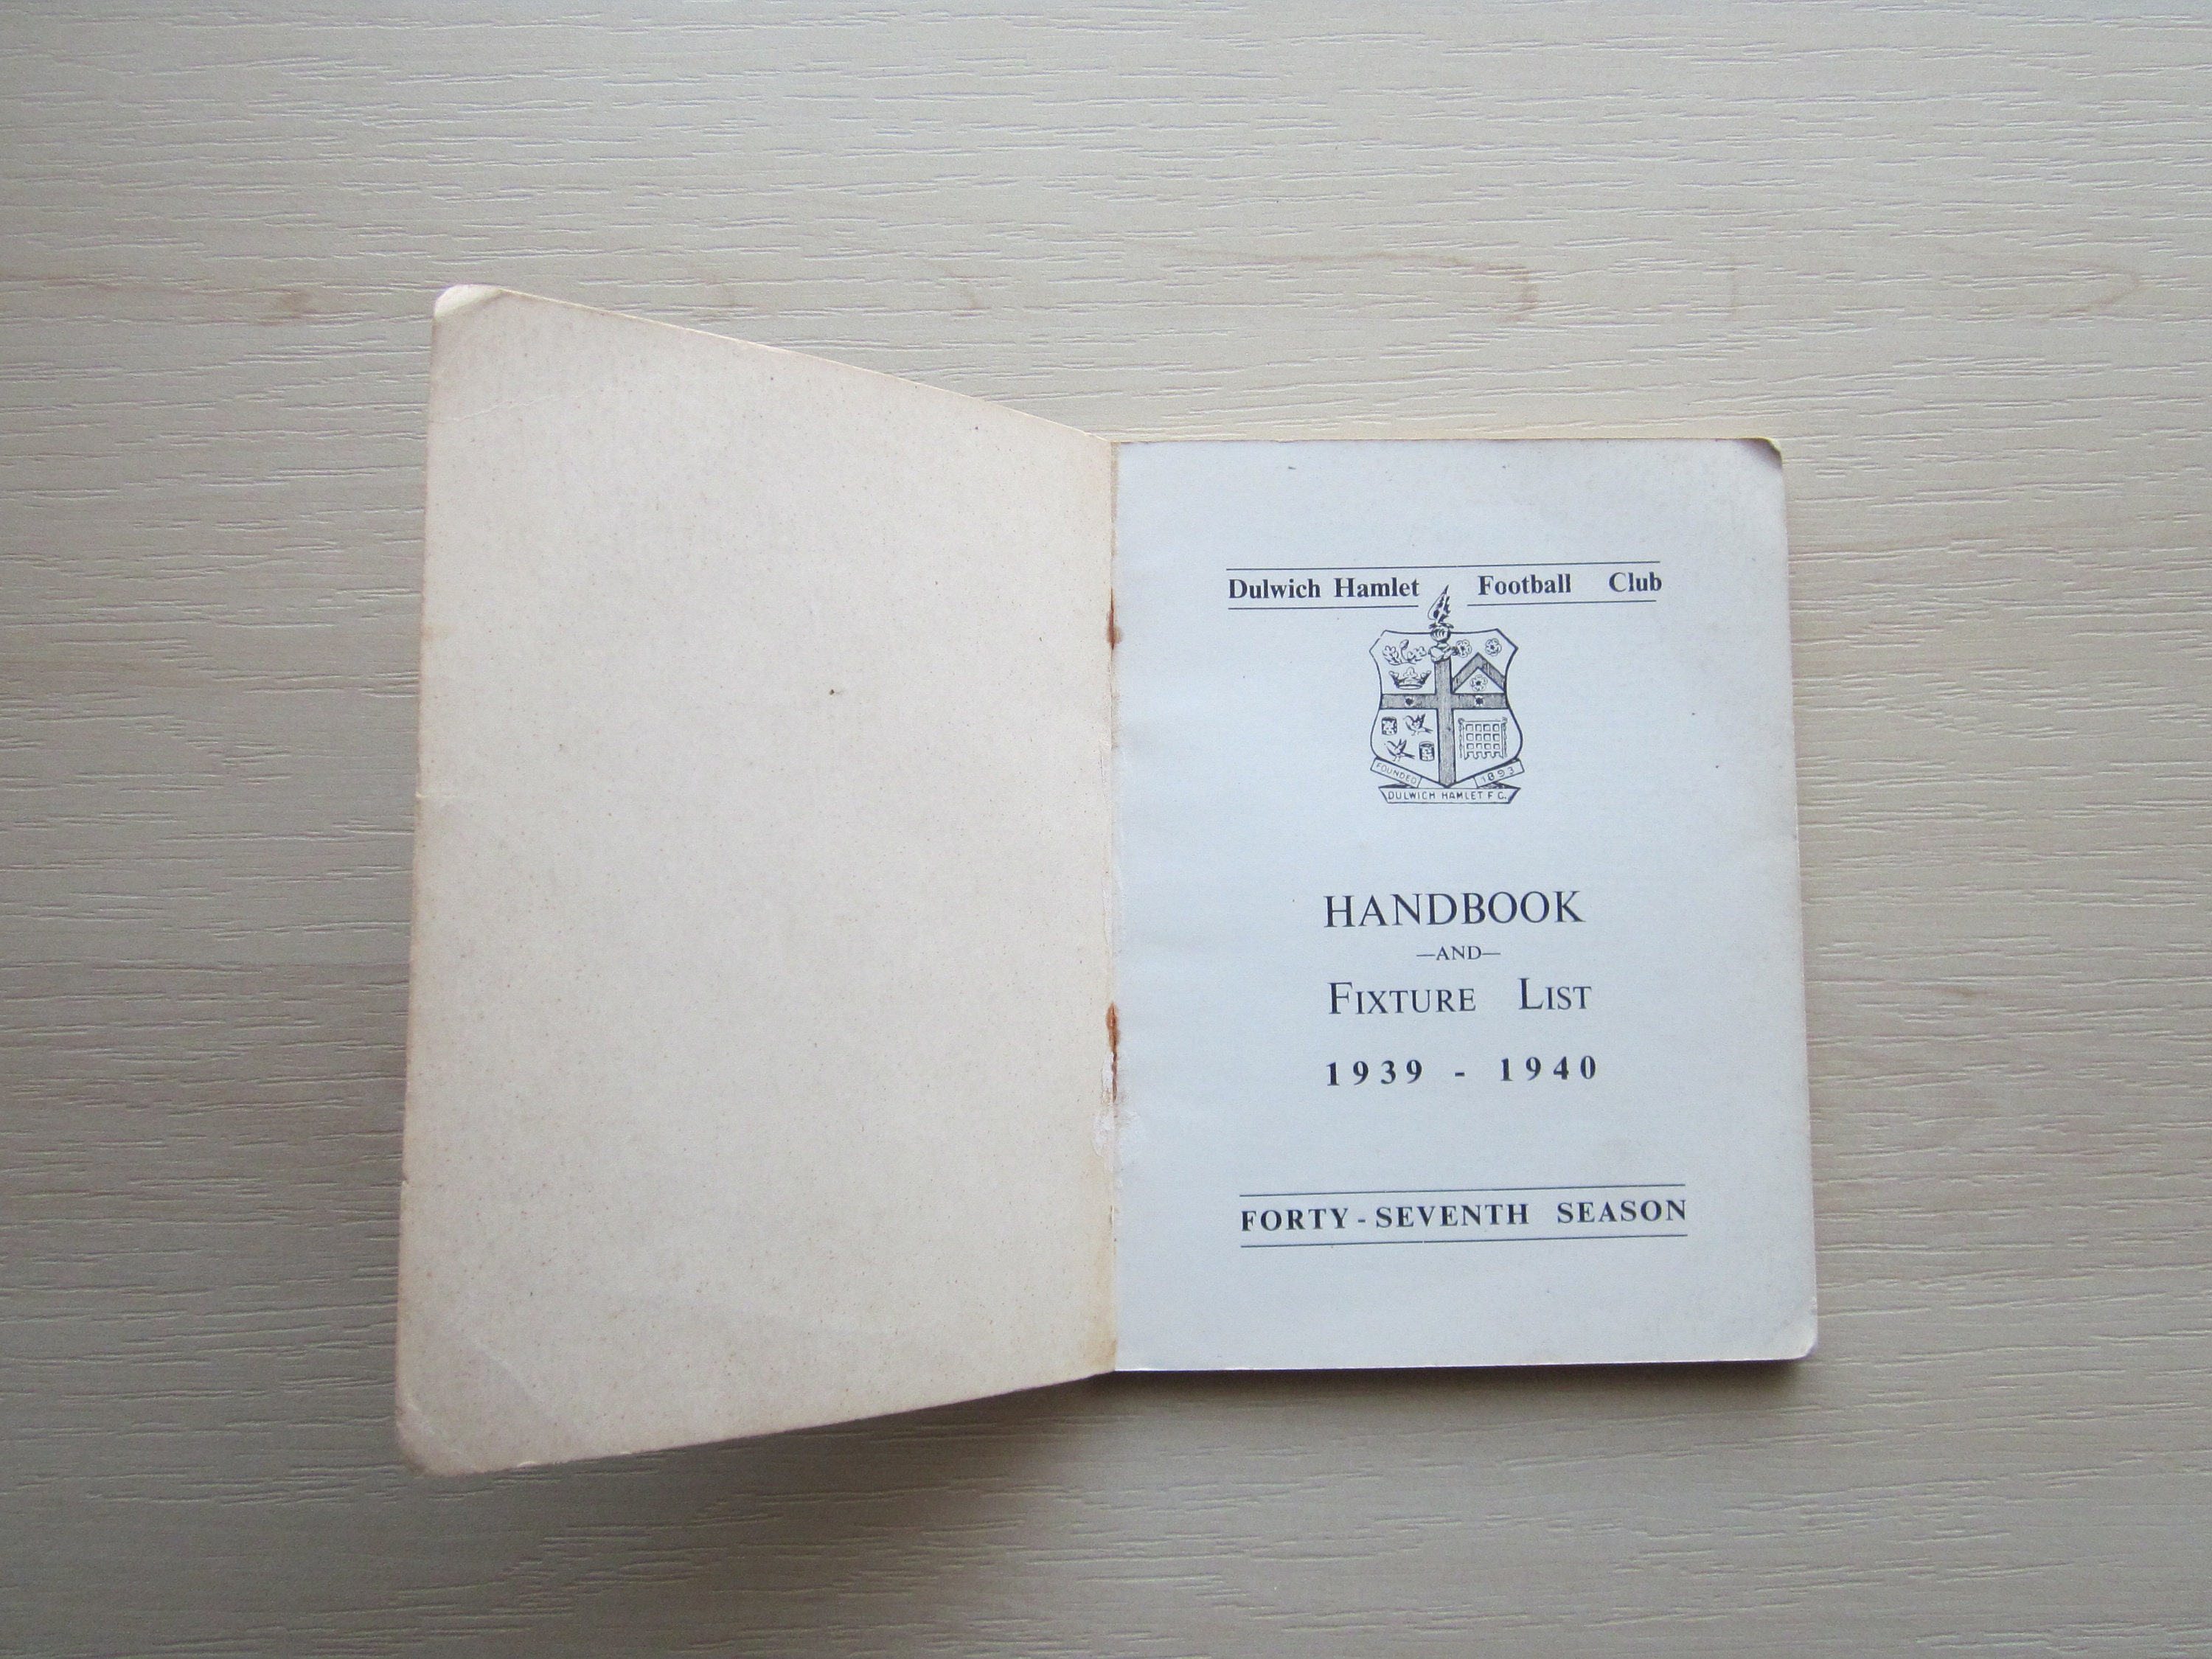 Dulwich Hamlet Football Club
FOUNDED 1893
DULWICH HAMLET F C.
HANDBOOK
—AND—
FIXTURE LIST
1939 - 1940
FORTY-SEVENTH SEASON